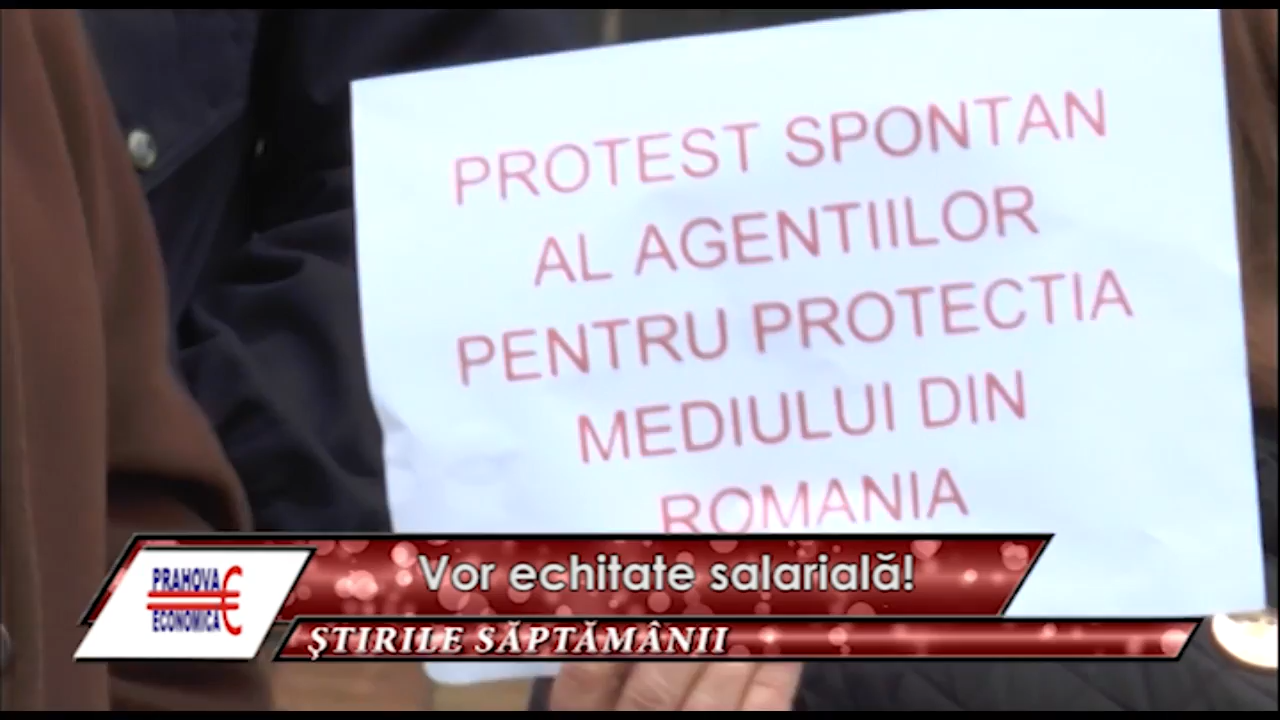 PROTEST SPONTAN
AL AGENTIILOR
PENTRU PROTECTIA
MEDIULUI DIN
ROMANIA
Vor echitate salarială!
PRAHOVA
ECONOMICA €
ŞTIRILE SĂPTĂMÂNII